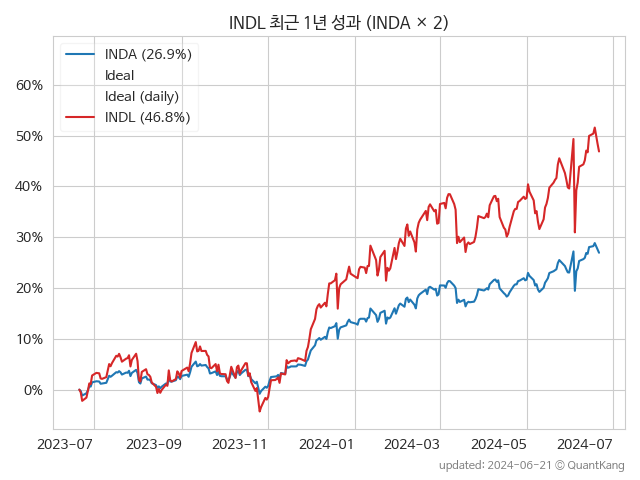 INDL 최근 1년 성과 (INDA × 2)
INDA (26.9%)
Ideal
Ideal (daily)
INDL (46.8%)
60%
50%
40%
30%
20%
10%
0%
2023-07 2023-09 2023-11 2024-01 2024-03 2024-05 2024-07
updated: 2024-06-21 © QuantKang